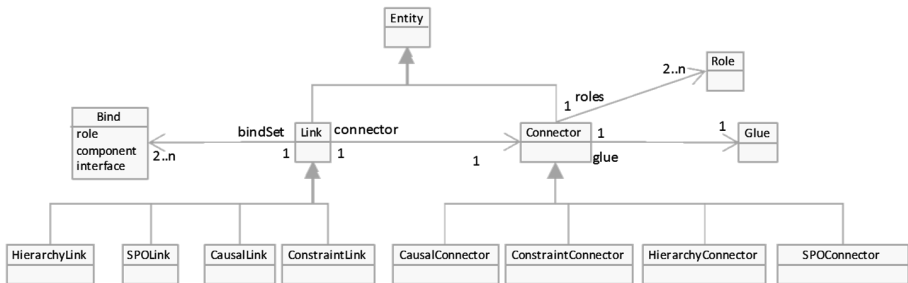 Entity
Role
2..n
roles
1
Bind
role
component
interface
bindSet
2..n
1
Link
connector
1
1
Connector
1
glue
1
Glue
HierarchyLink
SPOLink
CausalLink
ConstraintLink
CausalConnector
ConstraintConnector
HierarchyConnector
SPOConnector